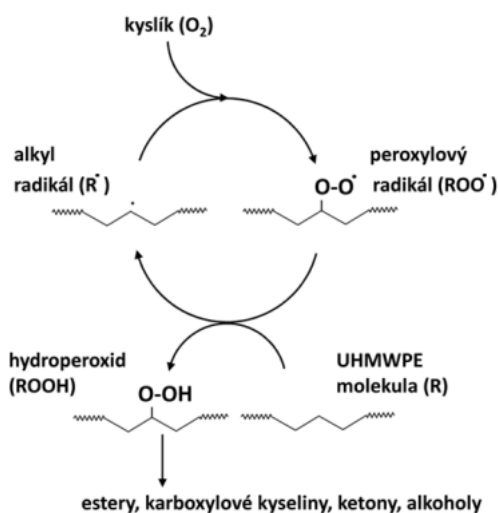 kyslík (O₂)
alkyl
radikál (R•)
peroxylový
radikál (ROO•)
O-O•
•
hydroperoxid
(ROOH)
O-OH
UHMWPE
molekula (R)
estery, karboxylové kyseliny, ketony, alkoholy